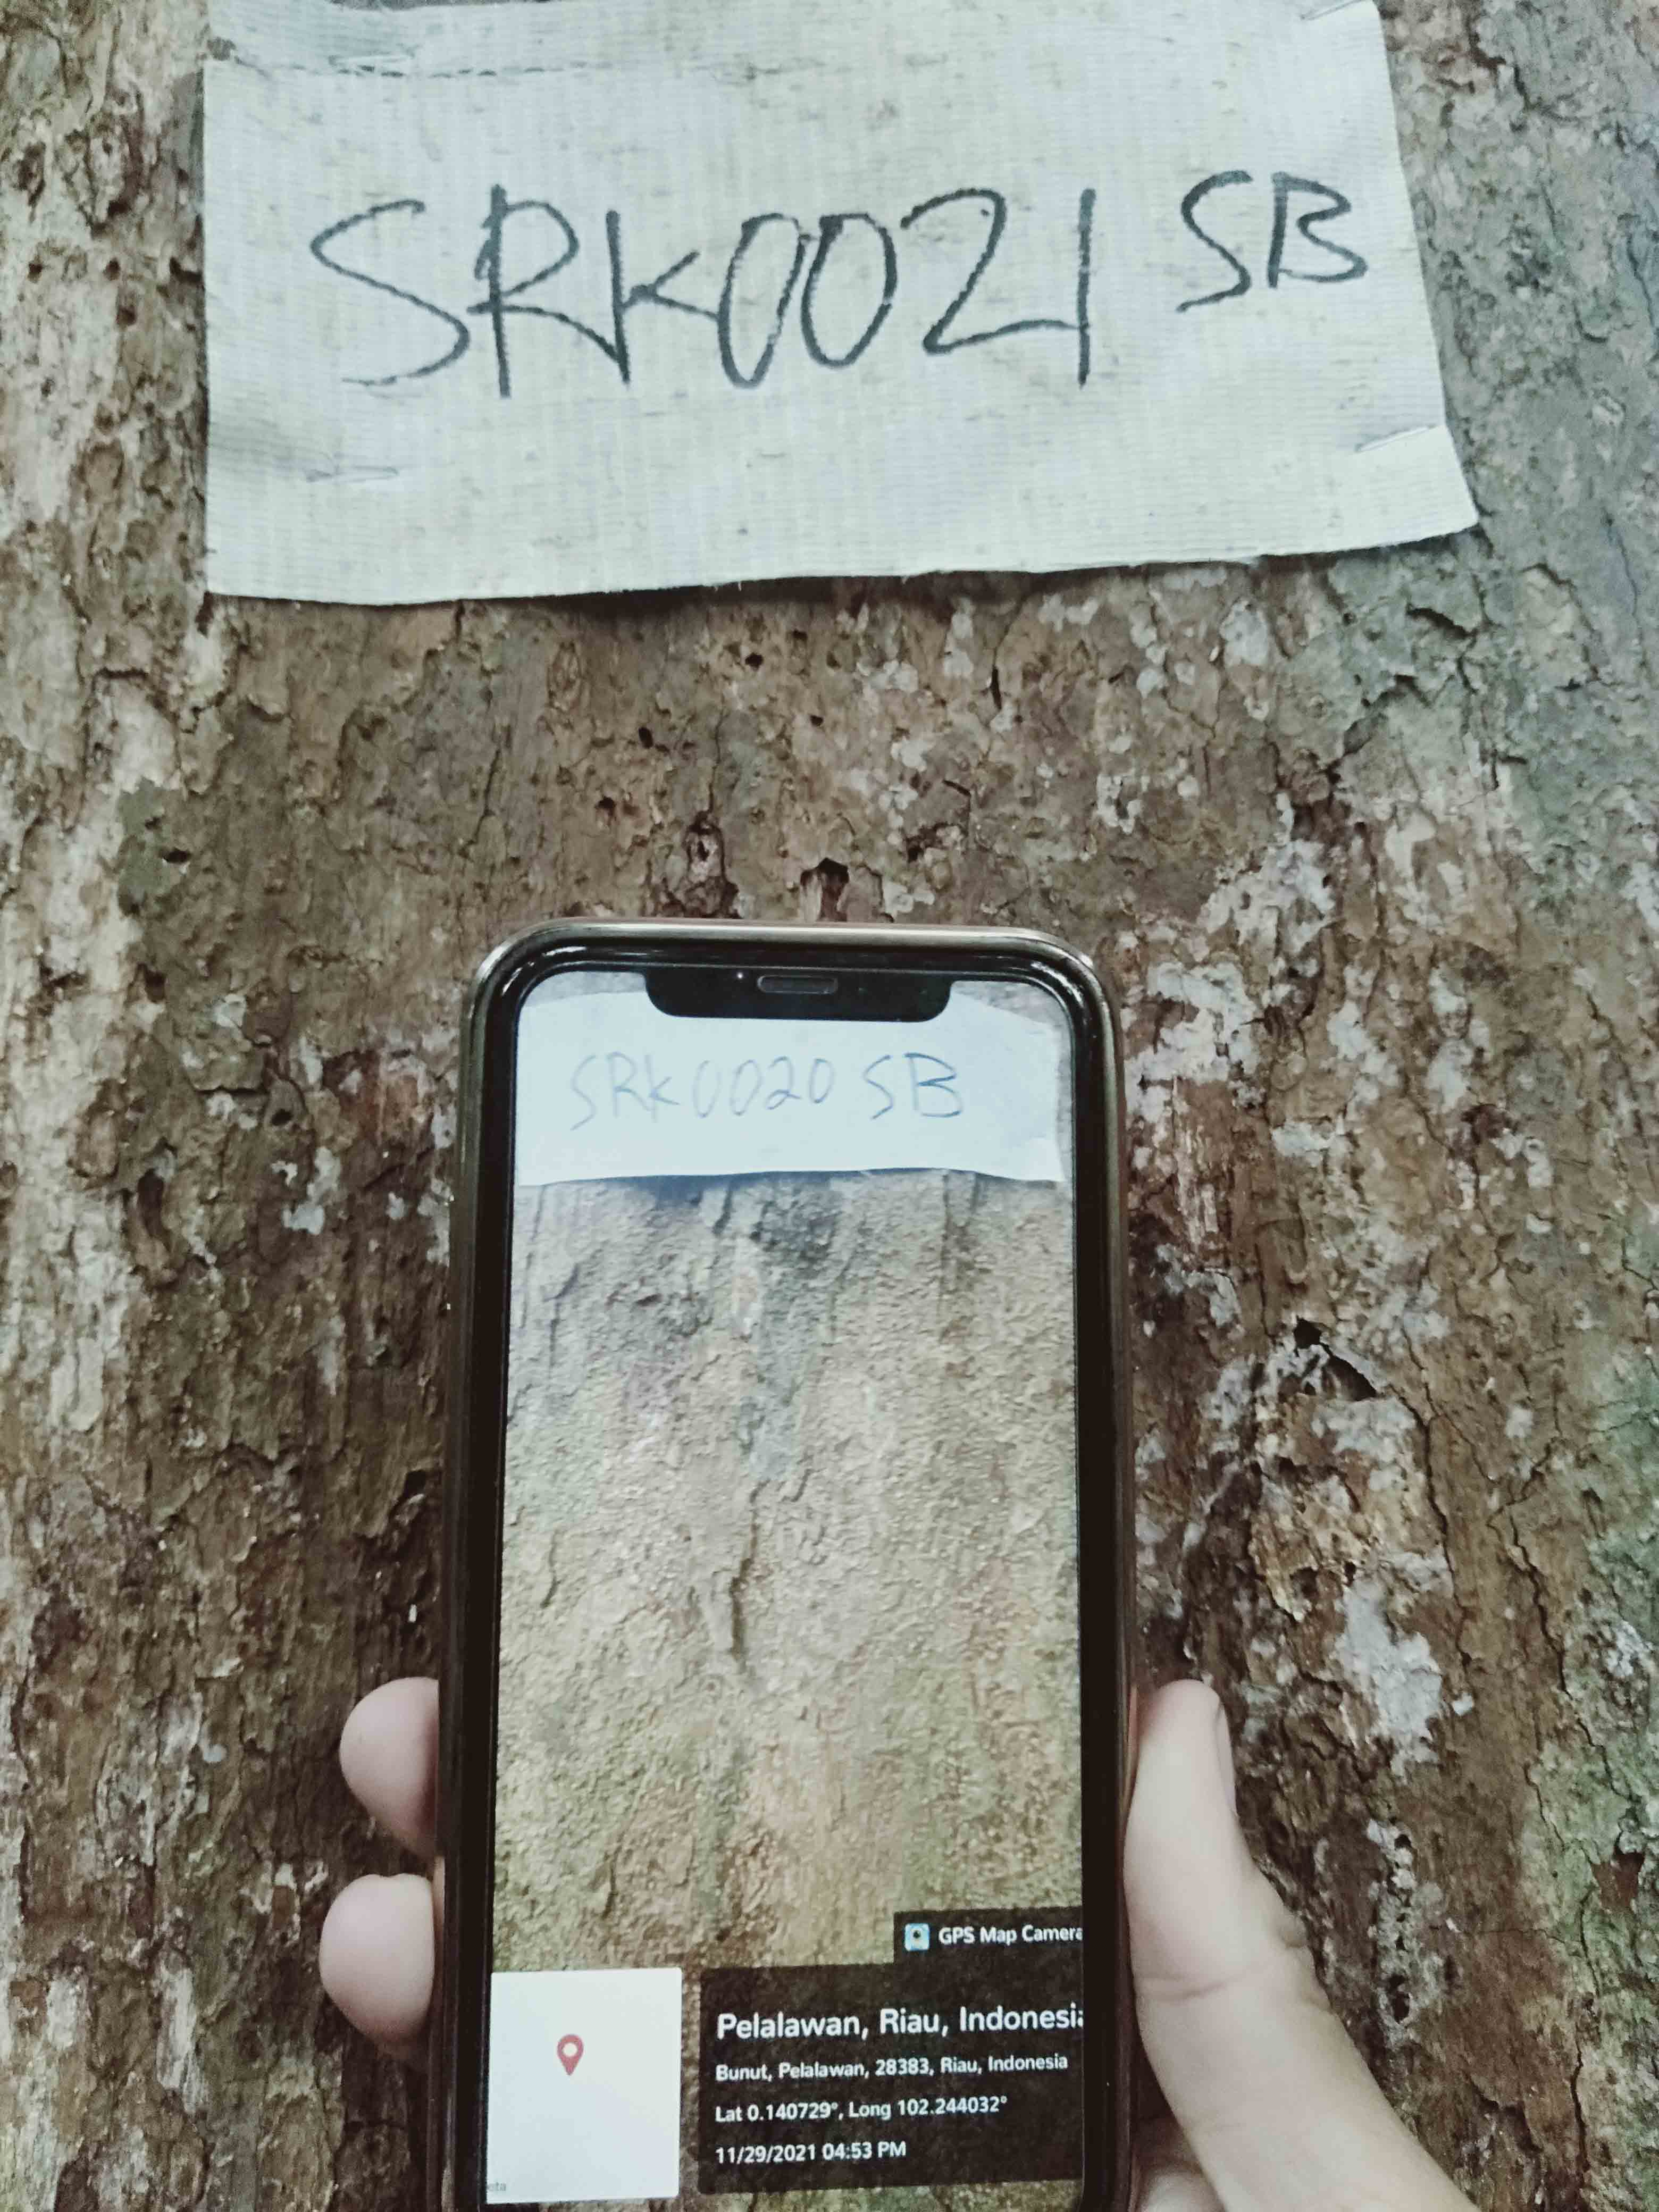 SRK0021 SB
SRK0020 SB
GPS Map Camera
Pelalawan, Riau, Indonesia
Bunut, Pelalawan, 28383, Riau, Indonesia
Lat 0.140729°, Long 102.244032°
11/29/2021 04:53 PM